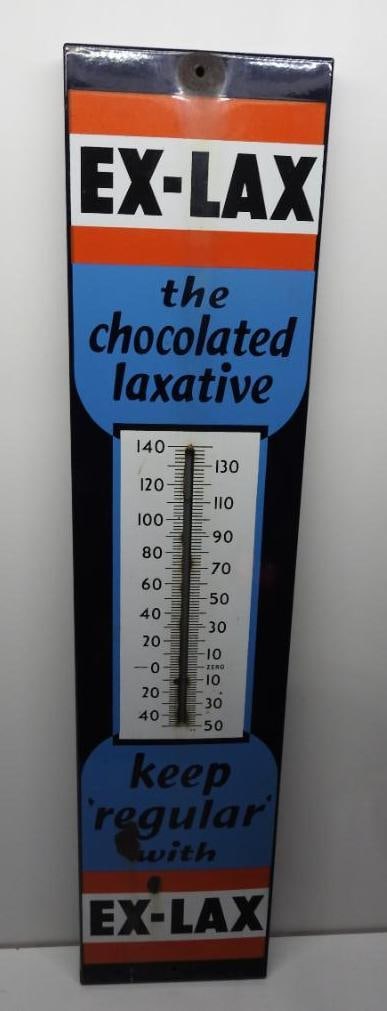 EX-LAX
the
chocolated
laxative
140
130
120
110
100
90
80
70
60
50
40
30
20
10
0 ZERO
10
20
30
40
50
keep
'regular'
with
EX-LAX